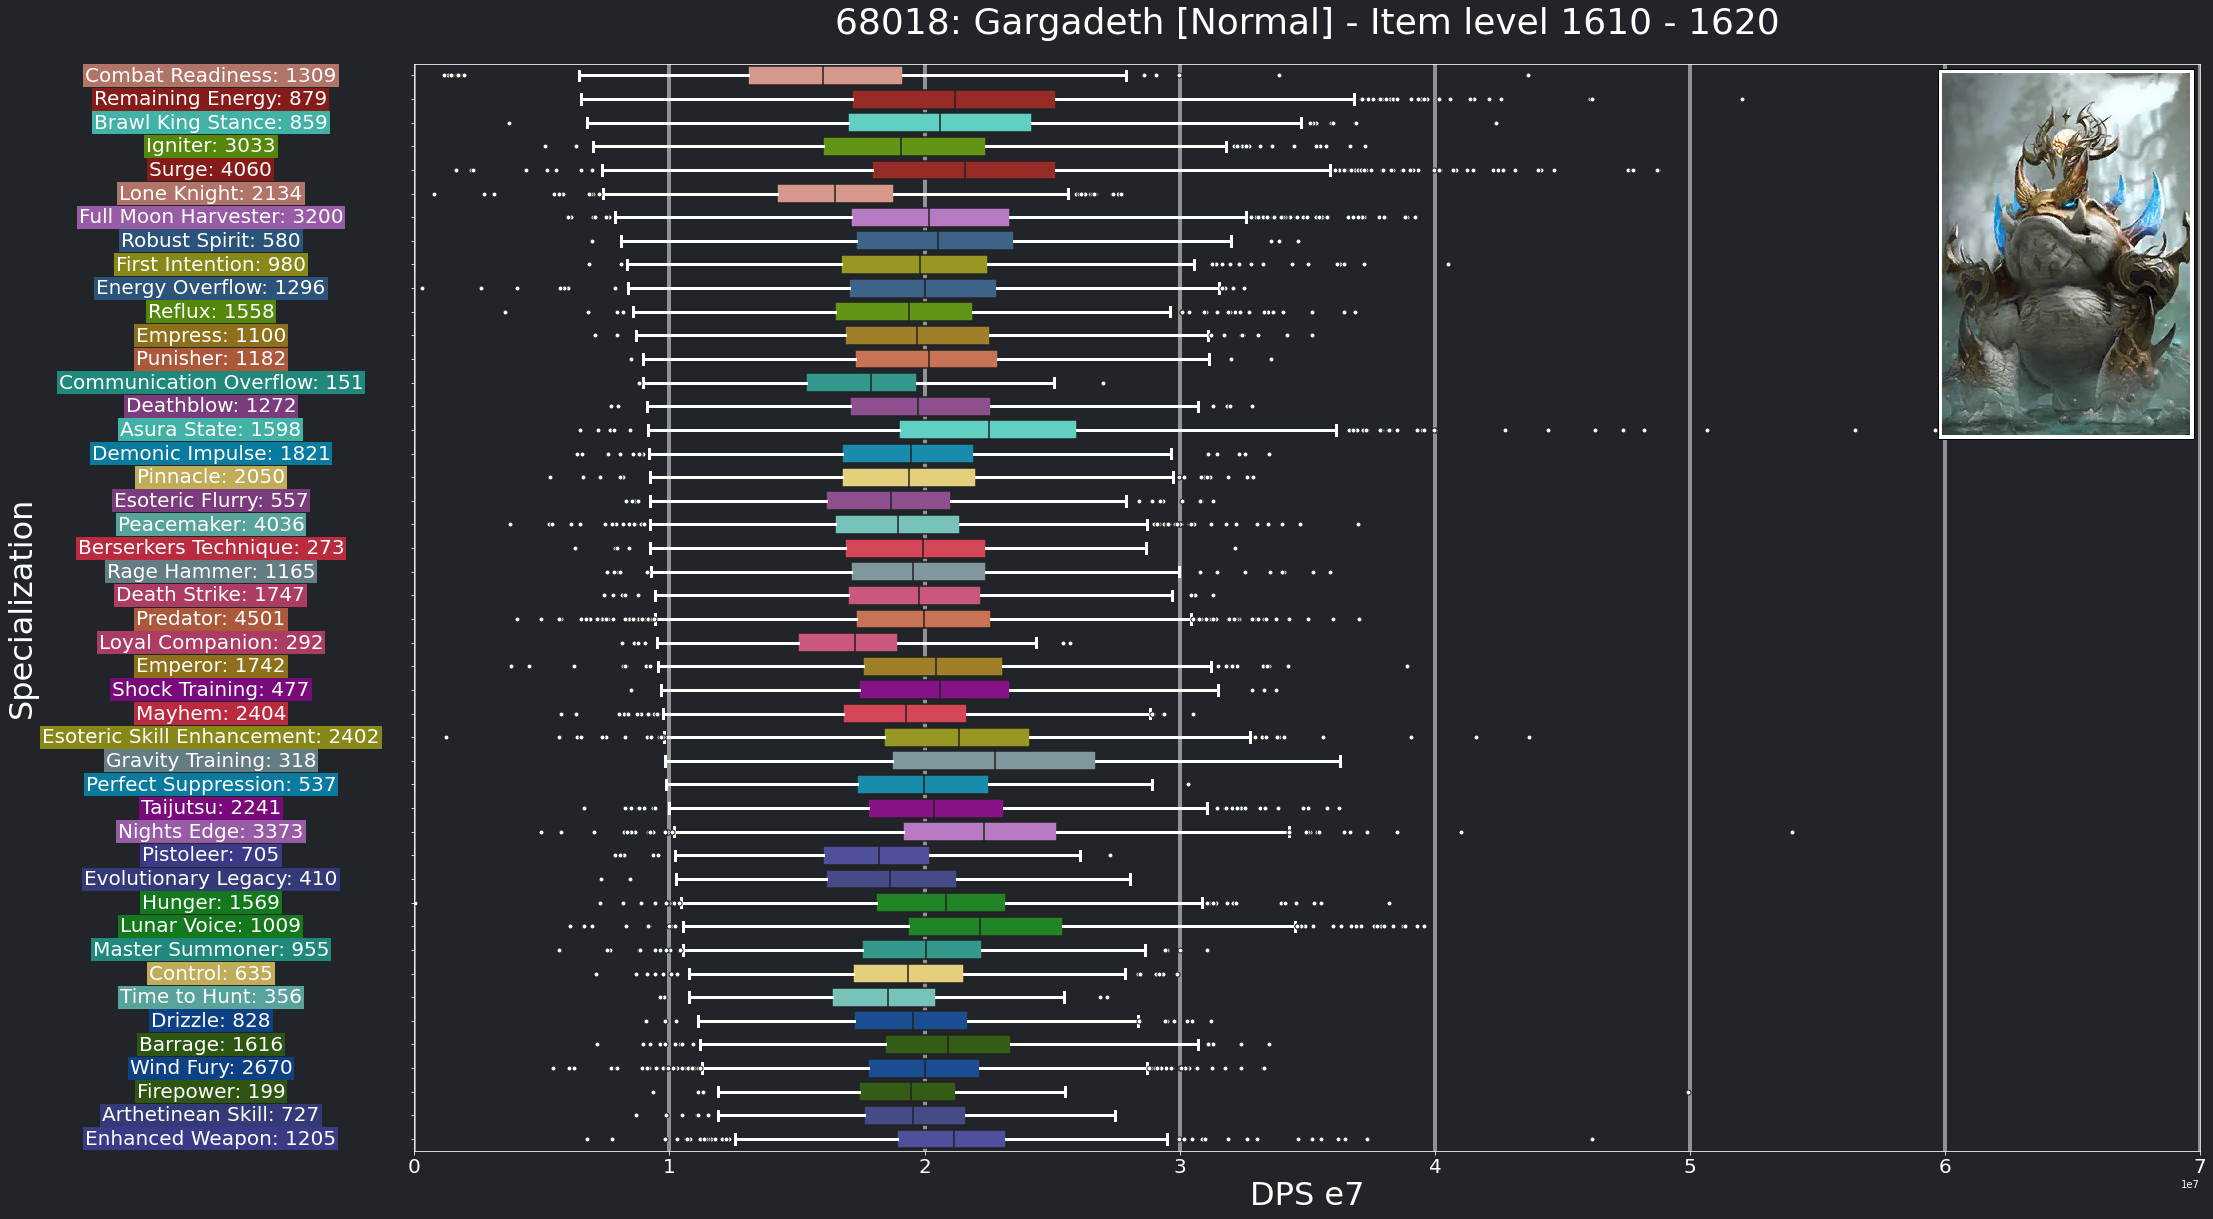 68018: Gargadeth [Normal] - Item level 1610 - 1620
Combat Readiness: 1309
Remaining Energy: 879
Brawl King Stance: 859
Igniter: 3033
Surge: 4060
Lone Knight: 2134
Full Moon Harvester: 3200
Robust Spirit: 580
First Intention: 980
Energy Overflow: 1296
Reflux: 1558
Empress: 1100
Punisher: 1182
Communication Overflow: 151
Deathblow: 1272
Asura State: 1598
Demonic Impulse: 1821
Pinnacle: 2050
Esoteric Flurry: 557
Peacemaker: 4036
Berserkers Technique: 273
Rage Hammer: 1165
Death Strike: 1747
Predator: 4501
Loyal Companion: 292
Emperor: 1742
Shock Training: 477
Mayhem: 2404
Esoteric Skill Enhancement: 2402
Gravity Training: 318
Perfect Suppression: 537
Taijutsu: 2241
Nights Edge: 3373
Pistoleer: 705
Evolutionary Legacy: 410
Hunger: 1569
Lunar Voice: 1009
Master Summoner: 955
Control: 635
Time to Hunt: 356
Drizzle: 828
Barrage: 1616
Wind Fury: 2670
Firepower: 199
Arthetinean Skill: 727
Enhanced Weapon: 1205
Specialization
0 1 2 3 4 5 6 7
1e7
DPS e7